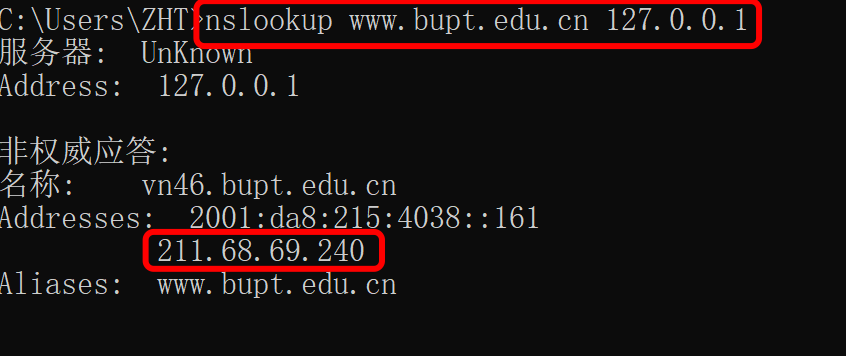 C:\Users\ZHT>nslookup www.bupt.edu.cn 127.0.0.1
服务器:  UnKnown
Address:  127.0.0.1
非权威应答:
名称:    vn46.bupt.edu.cn
Addresses:  2001:da8:215:4038::161
211.68.69.240
Aliases:  www.bupt.edu.cn